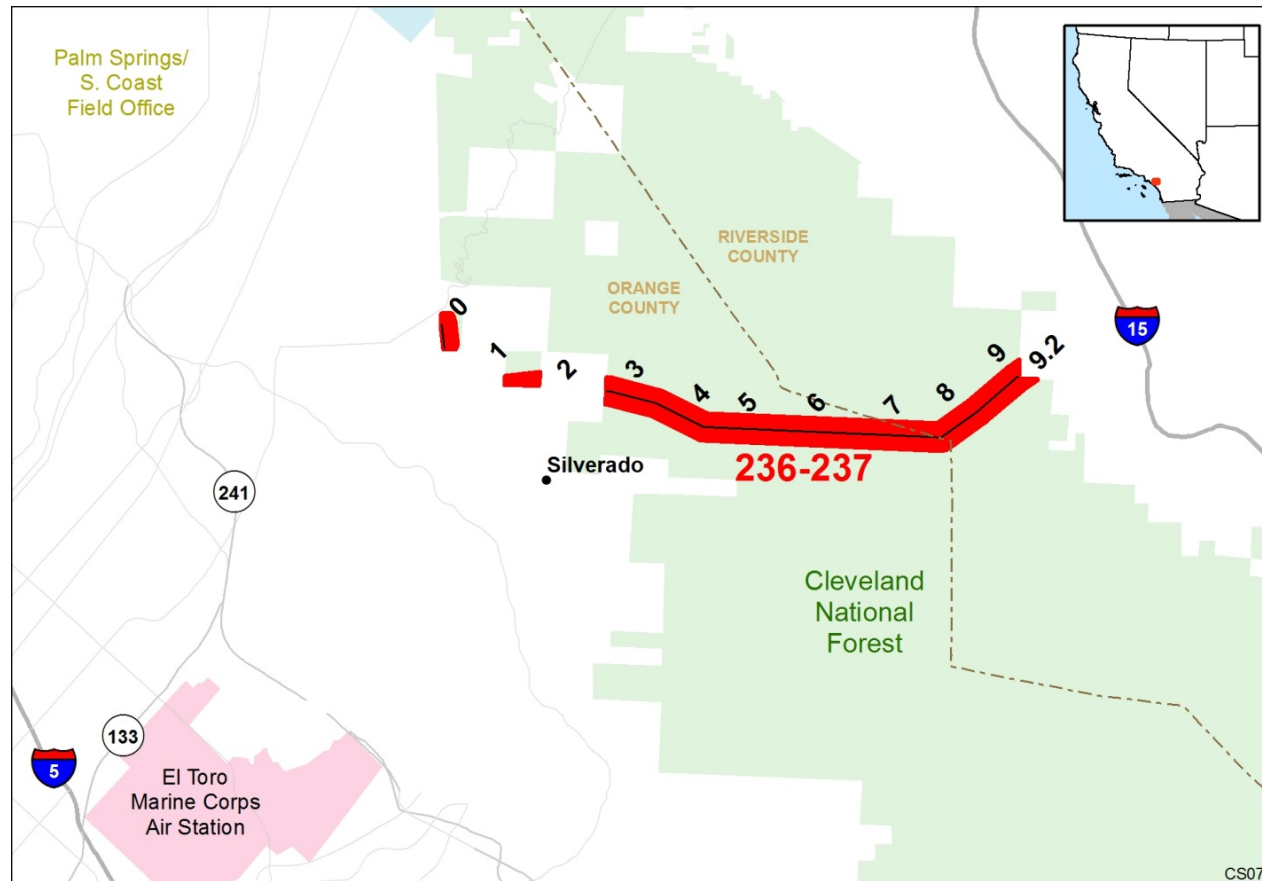 Palm Springs/
S. Coast
Field Office
RIVERSIDE
COUNTY
ORANGE
COUNTY
15
0
1
2
3
4
5
6
7
8
9
9.2
236-237
Silverado
241
Cleveland
National
Forest
133
5
El Toro
Marine Corps
Air Station
CS07